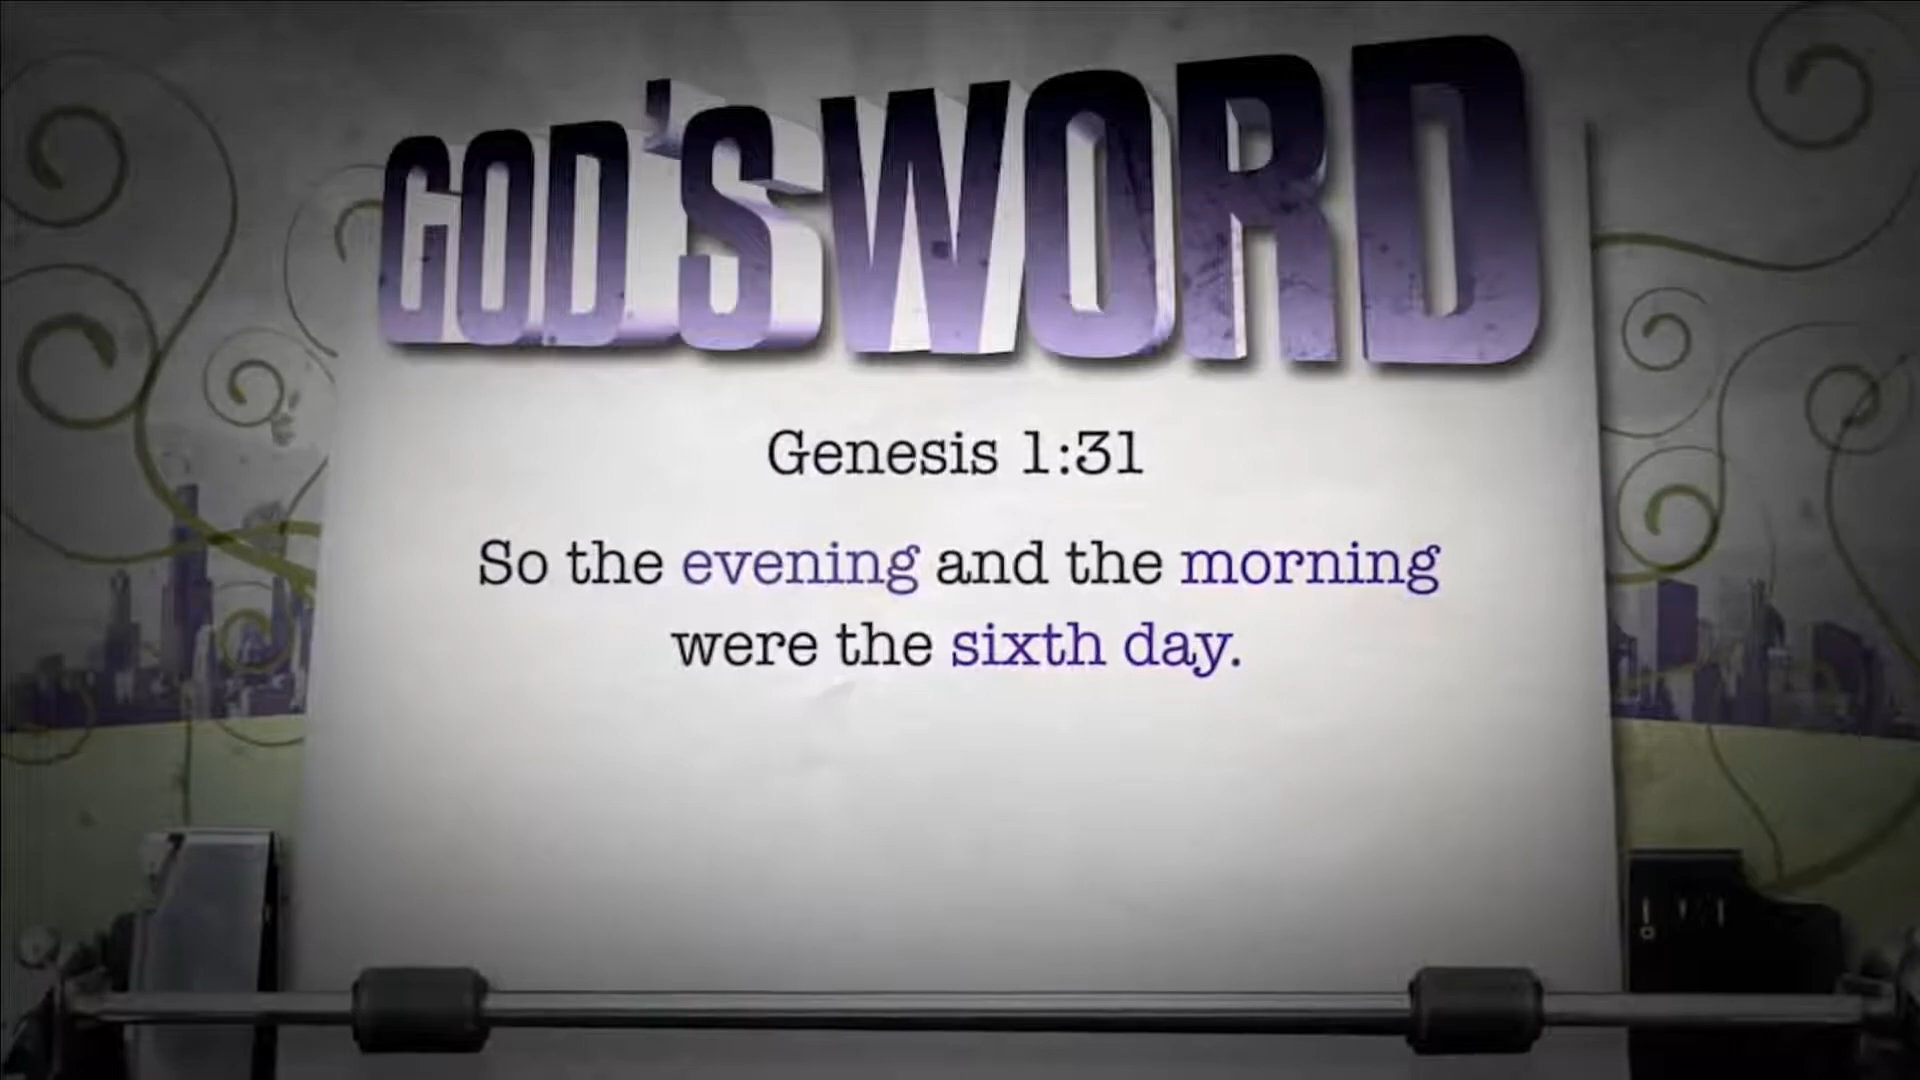 GOD'S WORD
Genesis 1:31
So the evening and the morning
were the sixth day.